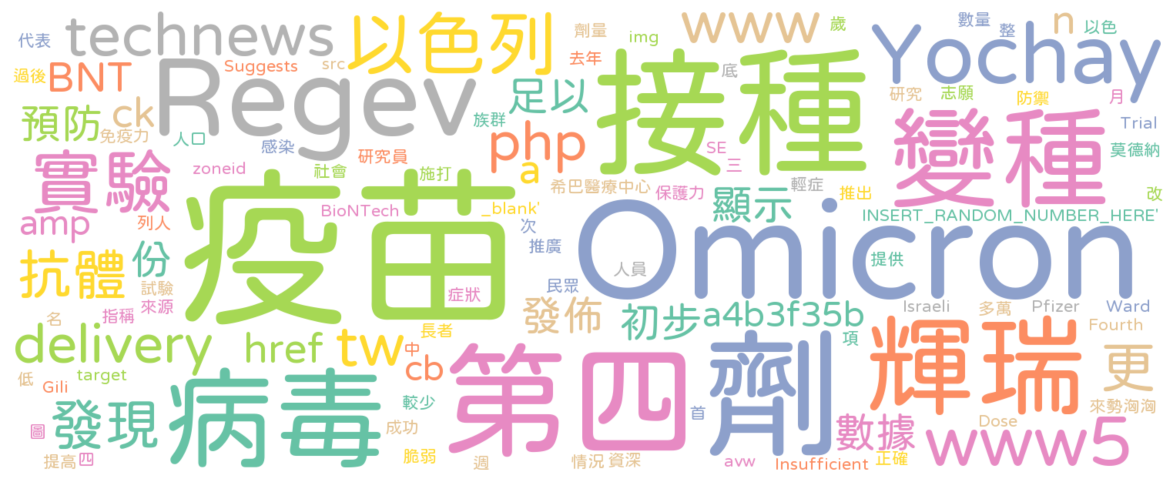 代表 technews 以色列 劑量 www 歲 n 數量 整 以色
過後 BNT Suggests src Regev img 去年 底 接種 Yochay
預防 ck 免疫力 人口 族群 足以 研究 志願 防禦 月
實驗 zoneid 感染 研究員 php a SE 三 變種 Trial 莫德納
社會 施打 希巴醫療中心 保護力 輕症 推出 改
amp 列人 疫苗 BioNTech _blank' 顯示 INSERT_RANDOM_NUMBER_HERE'
抗體 份 次 推廣 Omicron 提供
試驗 來源 症狀 民眾 人員
名 指稱 發佈 初步 a4b3f35b Israeli 多萬 Pfizer Ward
delivery href tw 長者 中 項 Fourth
低 Gili target cb 第四 劑 輝瑞 更
病毒 較少 首 來勢洶洶
圖 發現 成功 數據 Dose www5
提高 四 脆弱 週 情況 資深 avw Insufficient 正確